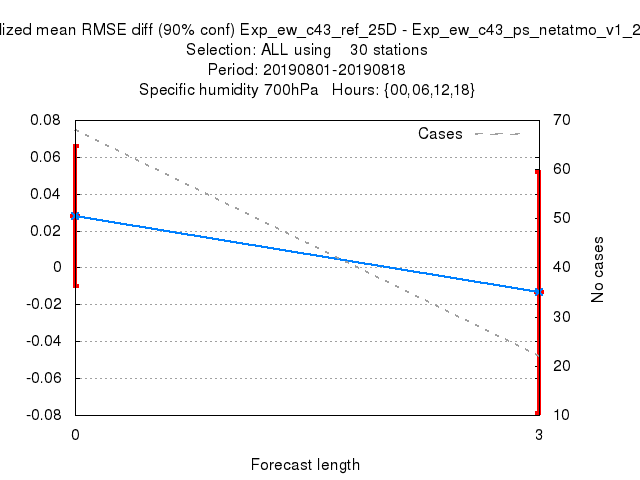 lized mean RMSE diff (90% conf) Exp_ew_c43_ref_25D - Exp_ew_c43_ps_netatmo_v1_2
Selection: ALL using    30 stations
Period: 20190801-20190818
Specific humidity 700hPa   Hours: {00,06,12,18}
Cases
0.08
0.06
0.04
0.02
0
-0.02
-0.04
-0.06
-0.08
70
60
50
40
30
20
10
No cases
0
3
Forecast length